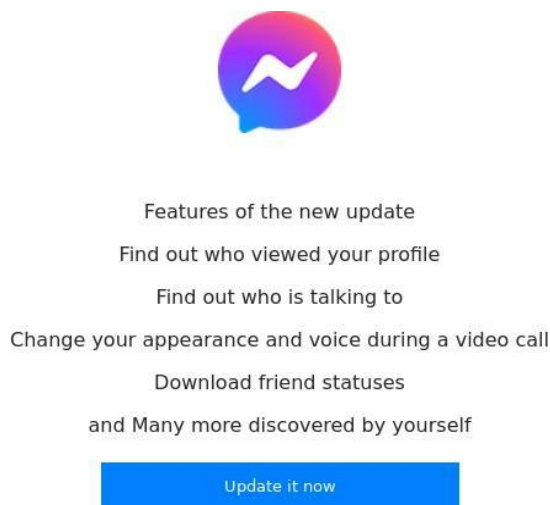 Features of the new update
Find out who viewed your profile
Find out who is talking to
Change your appearance and voice during a video call
Download friend statuses
and Many more discovered by yourself
Update it now